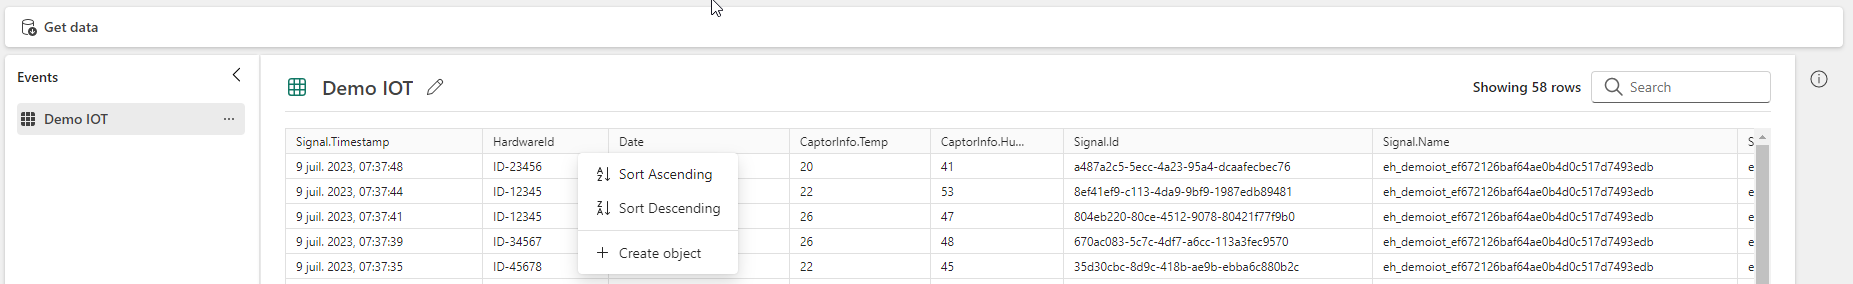 Get data
Events
Demo IOT
Demo IOT
Showing 58 rows
Search
Signal.Timestamp HardwareId Date CaptorInfo.Temp CaptorInfo.Hu... Signal.Id Signal.Name S
9 juil. 2023, 07:37:48 ID-23456 20 41 a487a2c5-5ecc-4a23-95a4-dcaafecbec76 eh_demoiot_ef672126baf64ae0b4d0c517d7493edb e
9 juil. 2023, 07:37:44 ID-12345 22 53 8ef41ef9-c113-4da9-9bf9-1987edb89481 eh_demoiot_ef672126baf64ae0b4d0c517d7493edb e
9 juil. 2023, 07:37:41 ID-12345 26 47 804eb220-80ce-4512-9078-80421f77f9b0 eh_demoiot_ef672126baf64ae0b4d0c517d7493edb e
9 juil. 2023, 07:37:39 ID-34567 26 48 670ac083-5c7c-4df7-a6cc-113a3fec9570 eh_demoiot_ef672126baf64ae0b4d0c517d7493edb e
9 juil. 2023, 07:37:35 ID-45678 22 45 35d30cbc-8d9c-418b-ae9b-ebba6c880b2c eh_demoiot_ef672126baf64ae0b4d0c517d7493edb e
Sort Ascending
Sort Descending
Create object